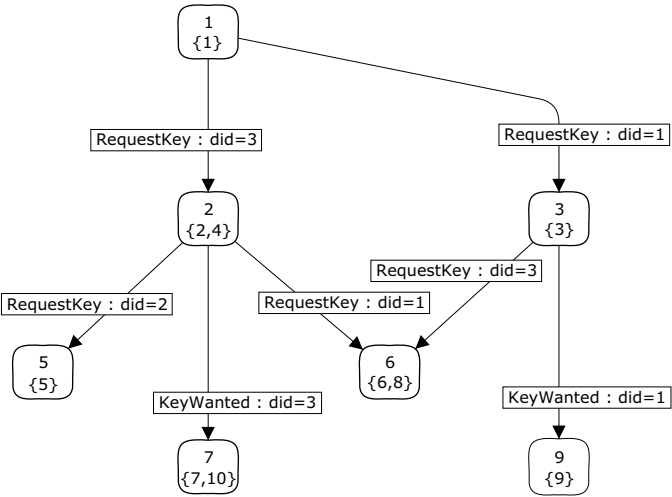 1
{1}
RequestKey : did=3
RequestKey : did=1
2
{2,4}
3
{3}
RequestKey : did=3
RequestKey : did=2
RequestKey : did=1
5
{5}
6
{6,8}
KeyWanted : did=3
KeyWanted : did=1
7
{7,10}
9
{9}